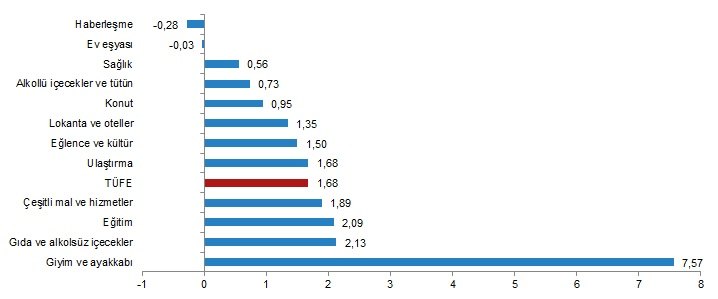 Haberleşme -0,28
Ev eşyası -0,03
Sağlık 0,56
Alkollü içecekler ve tütün 0,73
Konut 0,95
Lokanta ve oteller 1,35
Eğlence ve kültür 1,50
Ulaştırma 1,68
TÜFE 1,68
Çeşitli mal ve hizmetler 1,89
Eğitim 2,09
Gıda ve alkolsüz içecekler 2,13
Giyim ve ayakkabı 7,57
-1 0 1 2 3 4 5 6 7 8